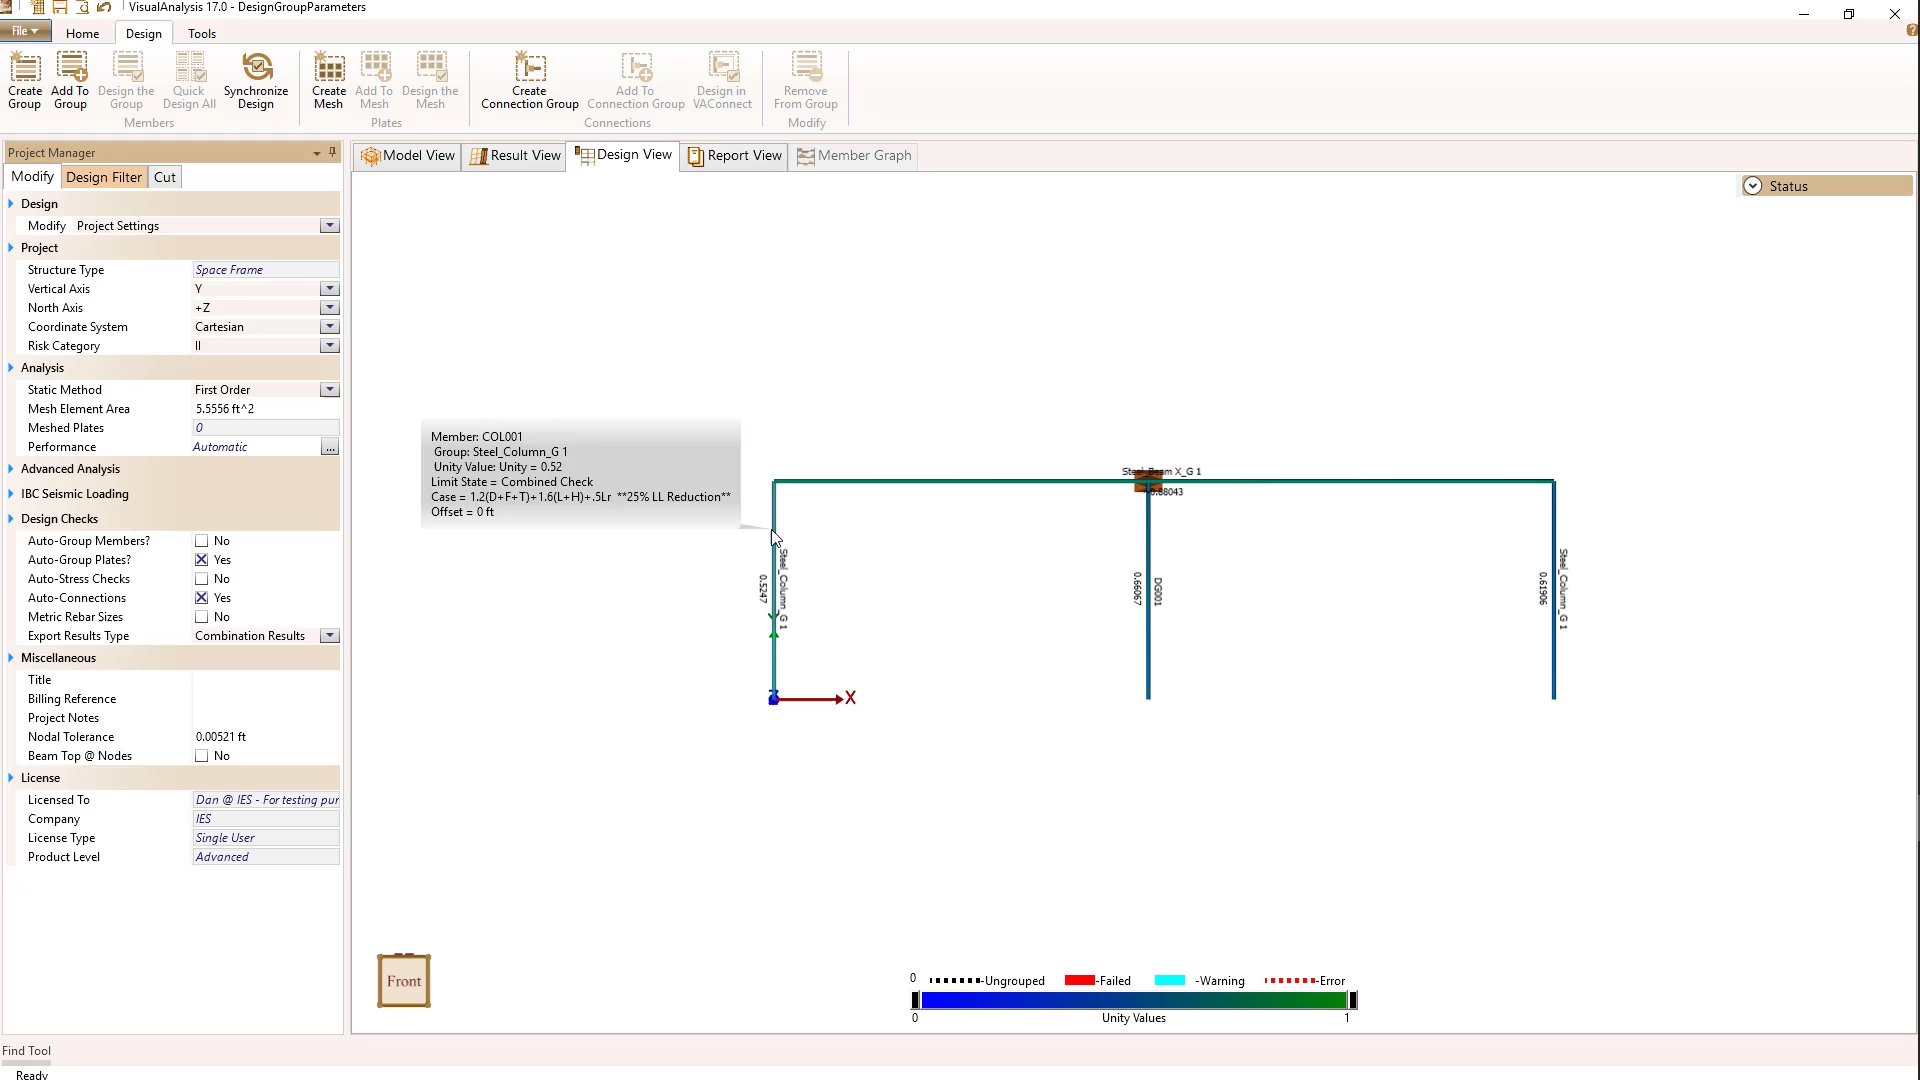 VisualAnalysis 17.0 - DesignGroupParameters
File
Home
Design
Tools
Create Group
Add To Group
Design the Group
Quick Design All
Synchronize Design
Members
Create Mesh
Add To Mesh
Design the Mesh
Plates
Create Connection Group
Add To Connection Group
Design in VAConnect
Connections
Remove From Group
Modify
Project Manager
Modify
Design Filter
Cut
Design
Modify Project Settings
Project
Structure Type Space Frame
Vertical Axis Y
North Axis +Z
Coordinate System Cartesian
Risk Category II
Analysis
Static Method First Order
Mesh Element Area 5.5556 ft^2
Meshed Plates 0
Performance Automatic ...
Advanced Analysis
IBC Seismic Loading
Design Checks
Auto-Group Members? No
Auto-Group Plates? Yes
Auto-Stress Checks No
Auto-Connections Yes
Metric Rebar Sizes No
Export Results Type Combination Results
Miscellaneous
Title
Billing Reference
Project Notes
Nodal Tolerance 0.00521 ft
Beam Top @ Nodes No
License
Licensed To Dan @ IES - For testing pur
Company IES
License Type Single User
Product Level Advanced
Model View
Result View
Design View
Report View
Member Graph
Status
Member: COL001
Group: Steel_Column_G 1
Unity Value: Unity = 0.52
Limit State = Combined Check
Case = 1.2(D+F+T)+1.6(L+H)+.5Lr **25% LL Reduction**
Offset = 0 ft
Steel_Beam X_G 1
0.5247
Steel_Column_G 1
0.66067
DG001
0.61906
Steel_Column_G 1
X
Front
0
-Ungrouped
-Failed
-Warning
-Error
0
Unity Values
1
Find Tool
Ready